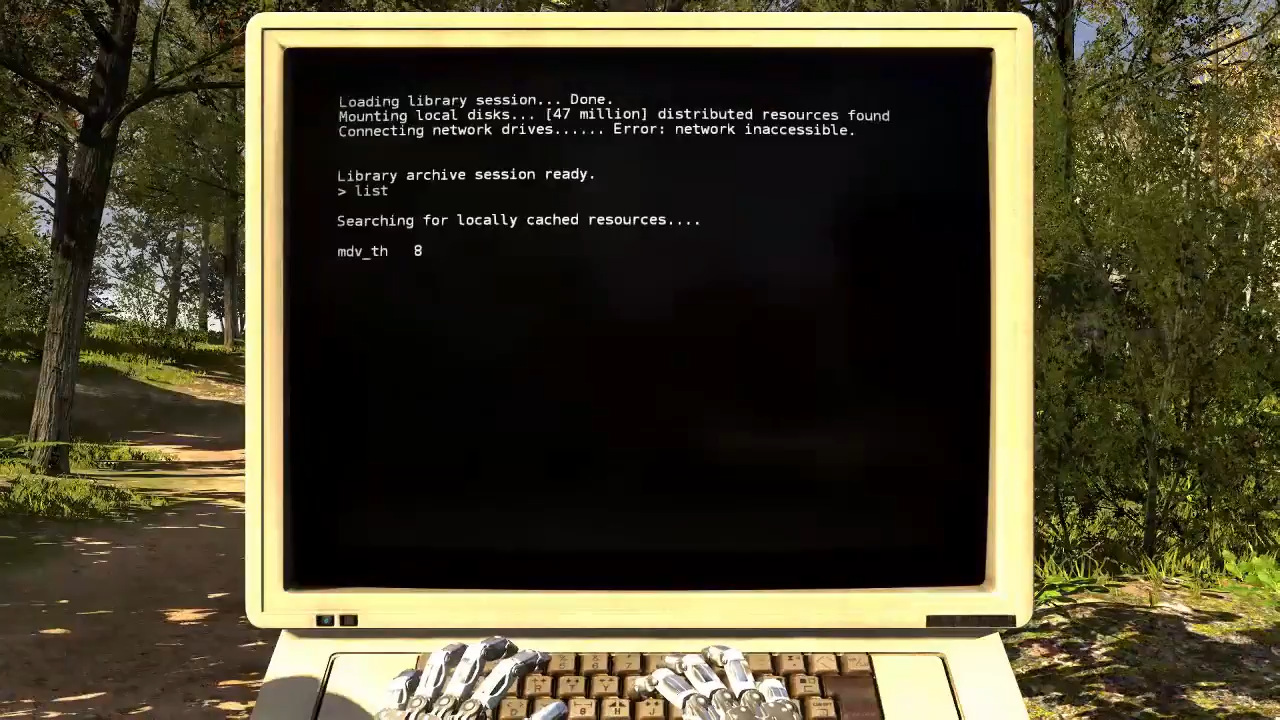 Loading library session... Done.
Mounting local disks... [47 million] distributed resources found
Connecting network drives...... Error: network inaccessible.
Library archive session ready.
> list
Searching for locally cached resources....
mdv_th 8